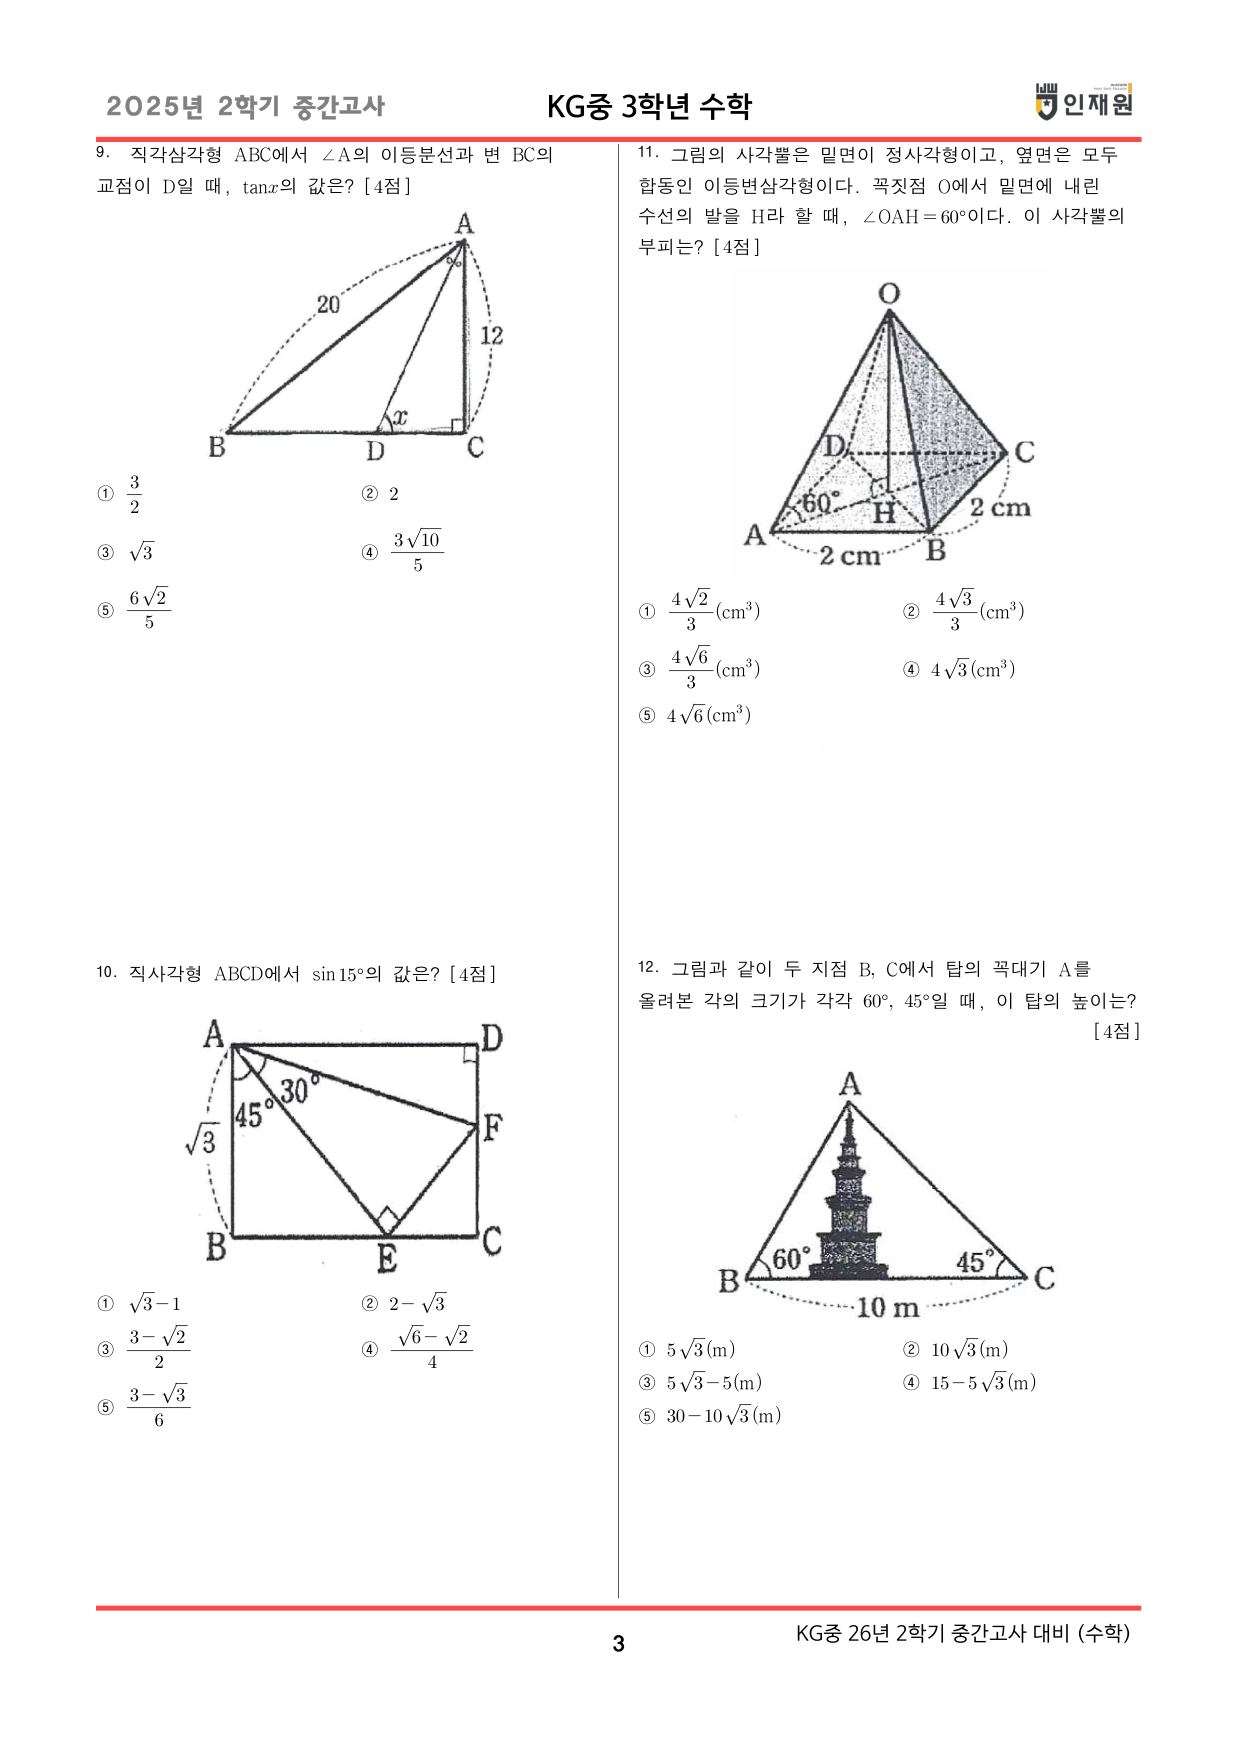 2025년 2학기 중간고사
KG중 3학년 수학
인재원
9. 직각삼각형 ABC에서 ∠A의 이등분선과 변 BC의
교점이 D일 때, tanx의 값은? [4점]
A
20
12
x
B
D
C
① 3/2
② 2
③ √3
④ 3√10/5
⑤ 6√2/5
10. 직사각형 ABCD에서 sin15°의 값은? [4점]
A
D
30°
45°
√3
F
B
E
C
① √3-1
② 2-√3
③ (3-√2)/2
④ (√6-√2)/4
⑤ (3-√3)/6
11. 그림의 사각뿔은 밑면이 정사각형이고, 옆면은 모두
합동인 이등변삼각형이다. 꼭짓점 O에서 밑면에 내린
수선의 발을 H라 할 때, ∠OAH=60°이다. 이 사각뿔의
부피는? [4점]
O
D
C
60°
H
2 cm
A
2 cm
B
① 4√2/3(cm³)
② 4√3/3(cm³)
③ 4√6/3(cm³)
④ 4√3(cm³)
⑤ 4√6(cm³)
12. 그림과 같이 두 지점 B, C에서 탑의 꼭대기 A를
올려본 각의 크기가 각각 60°, 45°일 때, 이 탑의 높이는?
[4점]
A
60°
45°
B
C
10 m
① 5√3(m)
② 10√3(m)
③ 5√3-5(m)
④ 15-5√3(m)
⑤ 30-10√3(m)
3
KG중 26년 2학기 중간고사 대비 (수학)